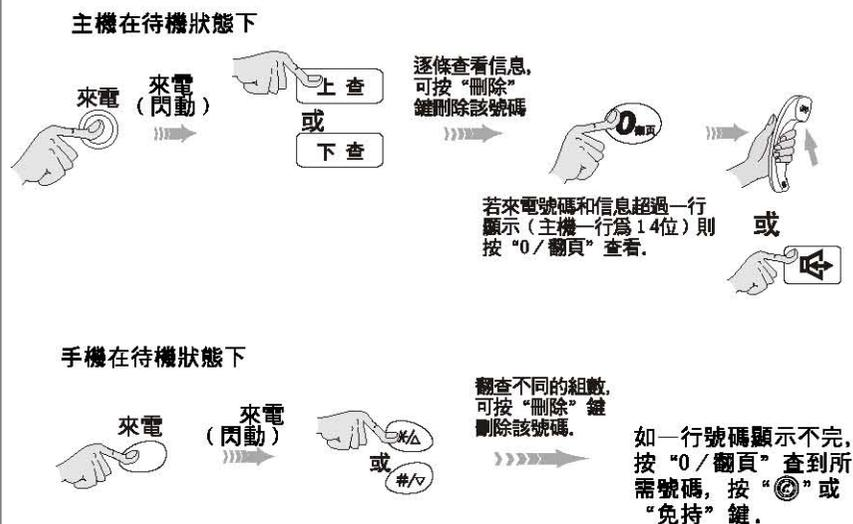 主機在待機狀態下
來電
來電
（閃動）
上查
或
下查
逐條查看信息，
可按“刪除”
鍵刪除該號碼
0翻页
若來電號碼和信息超過一行
顯示（主機一行爲14位）則
按“0／翻頁”查看．
或
手機在待機狀態下
來電
來電
（閃動）
*/△
或
#/▽
翻查不同的組數，
可按“刪除”鍵
刪除該號碼．
如一行號碼顯示不完，
按“0／翻頁”查到所
需號碼，按“✆”或
“免持”鍵．